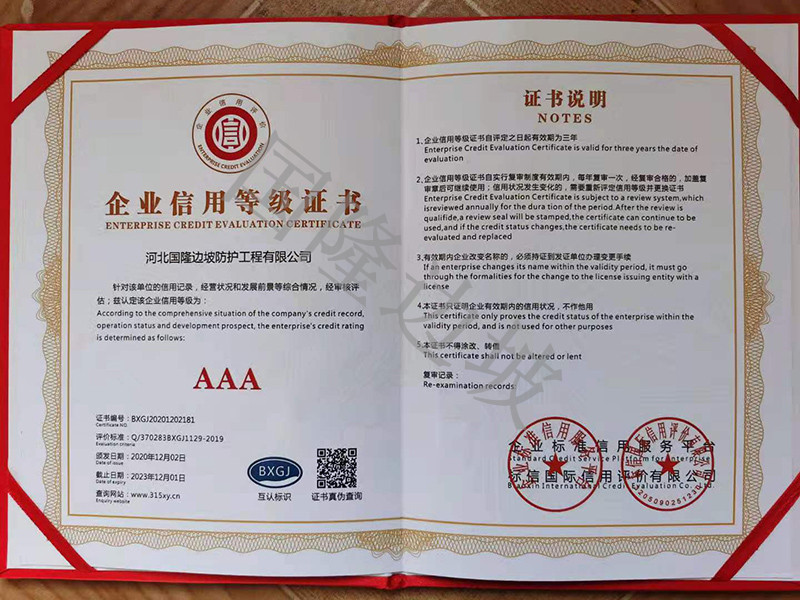 企业信用评价
ENTERPRISE CREDIT EVALUATION
企业信用等级证书
ENTERPRISE CREDIT EVALUATION CERTIFICATE
河北国隆边坡防护工程有限公司
针对该单位的信用记录，经营状况和发展前景等综合情况，经审核评
估；兹认定该企业信用等级为：
According to the comprehensive situation of the company's credit record,
operation status and development prospect, the enterprise's credit rating
is determined as follows:
AAA
证书编号：BXGJ20201202181
Certificate NO.
评价标准：Q/370283BXGJ1129-2019
Evaluation criteria
颁发日期：2020年12月02日
Date of issue
截止日期：2023年12月01日
Date of expiry
查询网站：www.315xy.cn
Enquiry website
BXGJ
互认标识
证书真伪查询
证书说明
NOTES
1.企业信用等级证书自评定之日起有效期为三年
Enterprise Credit Evaluation Certificate is valid for three years the date of
evaluation
2.企业信用等级证书自实行复审制度有效期内，每年复审一次，经复审合格的，加盖复
审章后可继续使用；信用状况发生变化的，需要重新评定信用等级并更换证书
Enterprise Credit Evaluation Certificate is subject to a review system,which
isreviewed annually for the dura tion of the period.After the review is
qualifide,a review seal will be stamped,the certificate can continue to be
used,and if the credit status changes,the certificate needs to be re-
evaluated and replaced
3.有效期内企业改变名称的，必须持证到发证单位办理变更手续
If an enterprise changes its name within the validity period, it must go
through the formalities for the change to the license issuing entity with a
license
4.本证书只证明企业有效期内的信用状况，不作他用
This certificate only proves the credit status of the enterprise within the
validity period, and is not used for other purposes
5.本证书不得涂改、转借
This certificate shall not be altered or lent
复审记录：
Re-examination records:
企业标准信用服务平台
Standard Credit Service Platform for enterprise
标信国际信用评价有限公司
Biaoxin International Credit Evaluation Co., Ltd.
国隆边坡